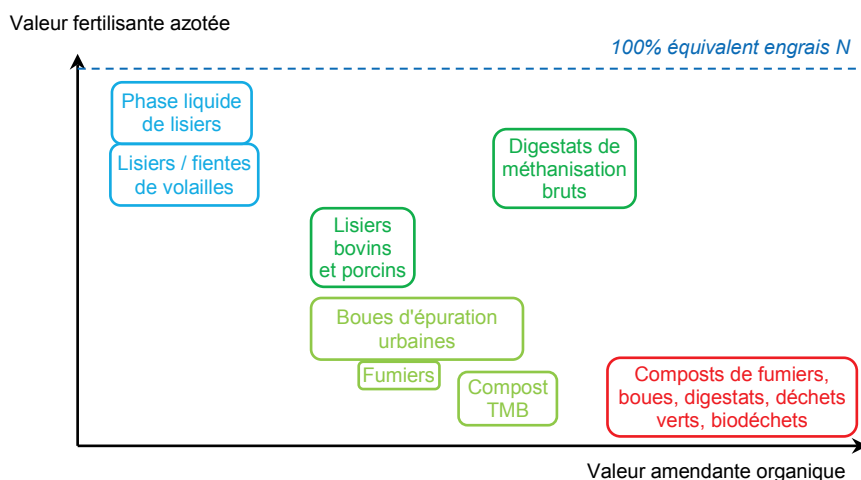 Valeur fertilisante azotée
100% équivalent engrais N
Phase liquide
de lisiers
Lisiers / fientes
de volailles
Digestats de
méthanisation
bruts
Lisiers
bovins
et porcins
Boues d'épuration
urbaines
Fumiers
Compost
TMB
Composts de fumiers,
boues, digestats, déchets
verts, biodéchets
Valeur amendante organique